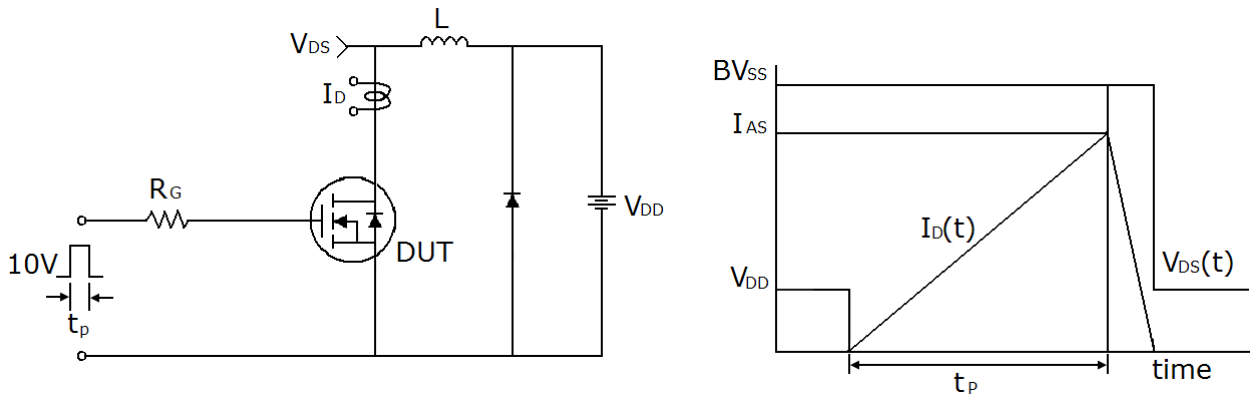 VDS
L
ID
RG
VDD
DUT
10V
tp
BVSS
IAS
ID(t)
VDD
VDS(t)
tP
time